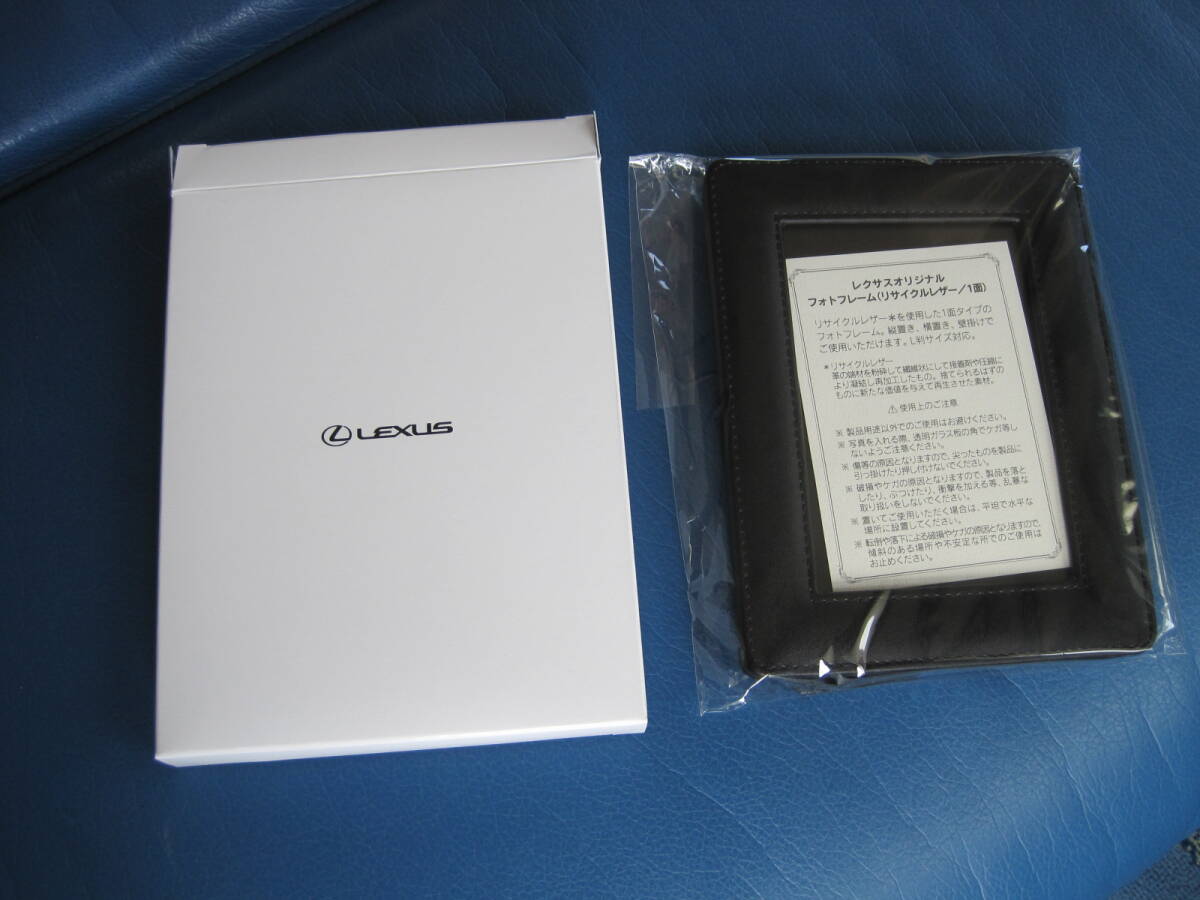 LEXUS
レクサスオリジナル
フォトフレーム(リサイクルレザー/1面)
リサイクルレザー*を使用した1面タイプの
フォトフレーム。縦置き、横置き、壁掛けで
ご使用いただけます。L判サイズ対応。
*リサイクルレザー
革の端材を粉砕して繊維状にして接着剤や圧縮に
より凝結し再加工したもの。捨てられるはずの
ものに新たな価値を与えて再生させた素材。
⚠ 使用上のご注意
※ 製品用途以外でのご使用はお避けください。
※ 写真を入れる際、透明ガラス板の角でケガ等し
ないようご注意ください。
※ 傷等の原因となりますので、尖ったものを製品に
引っ掛けたり押し付けないでください。
※ 破損やケガの原因となりますので、製品を落と
したり、ぶつけたり、衝撃を加える等、乱暴な
取り扱いをしないでください。
※ 置いてご使用いただく場合は、平坦で水平な
場所に設置してください。
※ 転倒や落下による破損やケガの原因となりますので、
傾斜のある場所や不安定な所でのご使用は
お止めください。